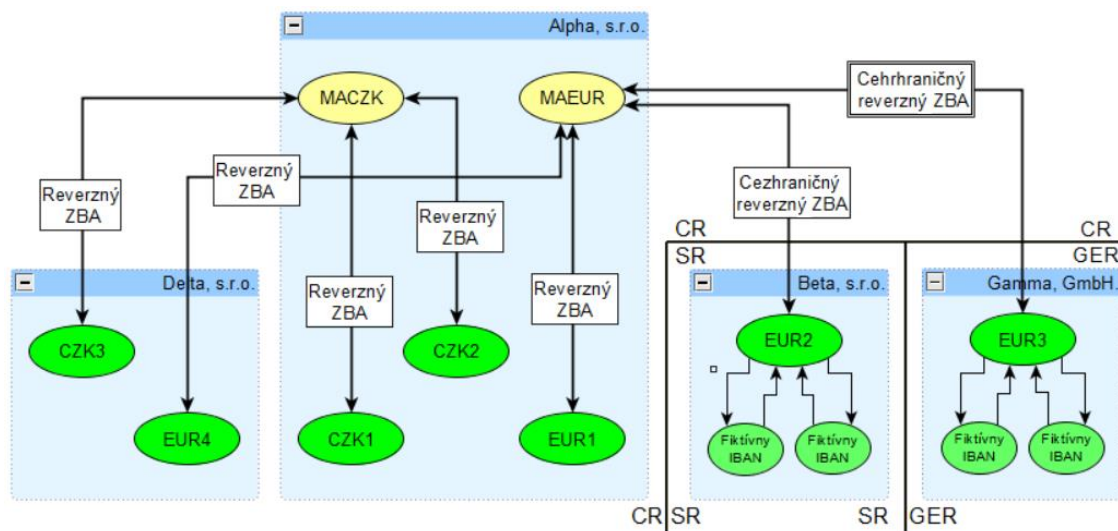 Alpha, s.r.o.
MACZK
MAEUR
Cehrhraničný
reverzný ZBA
Reverzný
ZBA
Reverzný
ZBA
Cezhraničný
reverzný ZBA
Reverzný
ZBA
CR
CR
SR
GER
Delta, s.r.o.
Reverzný
ZBA
Reverzný
ZBA
Beta, s.r.o.
Gamma, GmbH.
CZK3
CZK2
EUR2
EUR3
EUR4
CZK1
EUR1
Fiktívny
IBAN
Fiktívny
IBAN
Fiktívny
IBAN
Fiktívny
IBAN
CR
SR
SR
GER